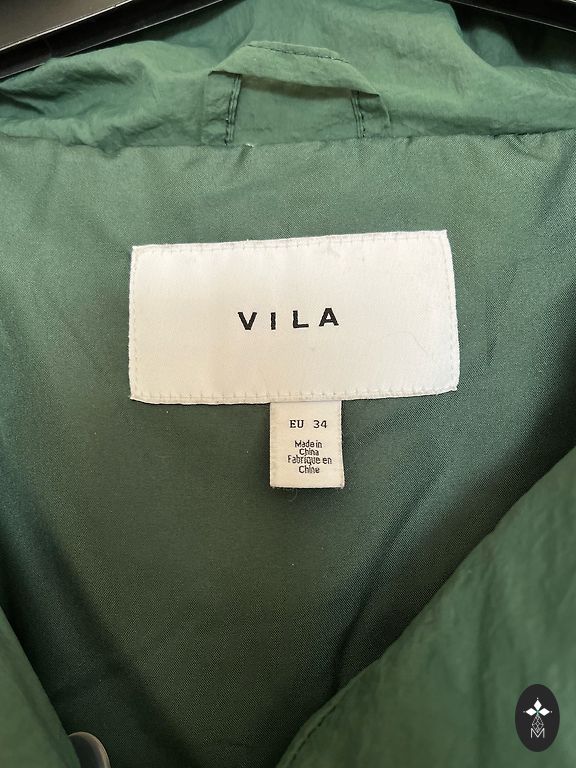 VILA
EU 34
Made in
China
Fabriqué en
Chine
M